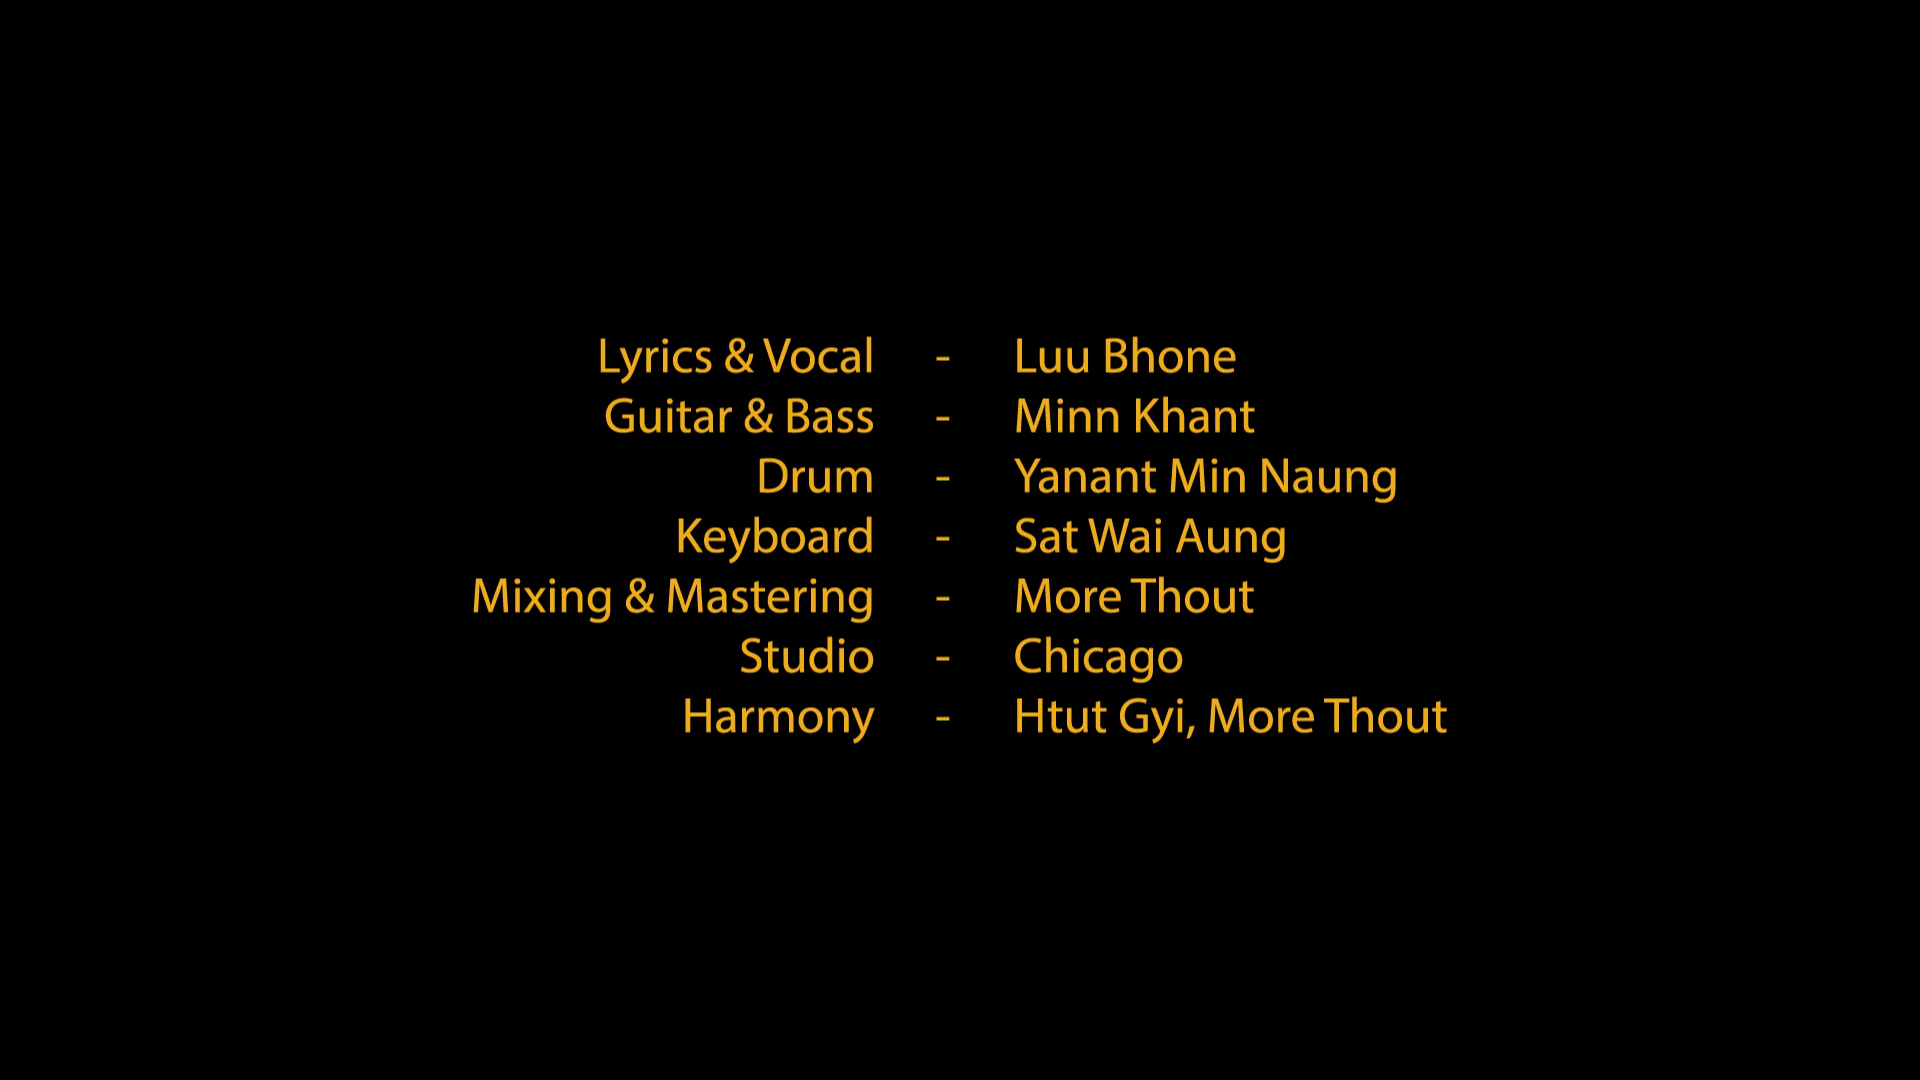 Lyrics & Vocal - Luu Bhone
Guitar & Bass - Minn Khant
Drum - Yanant Min Naung
Keyboard - Sat Wai Aung
Mixing & Mastering - More Thout
Studio - Chicago
Harmony - Htut Gyi, More Thout